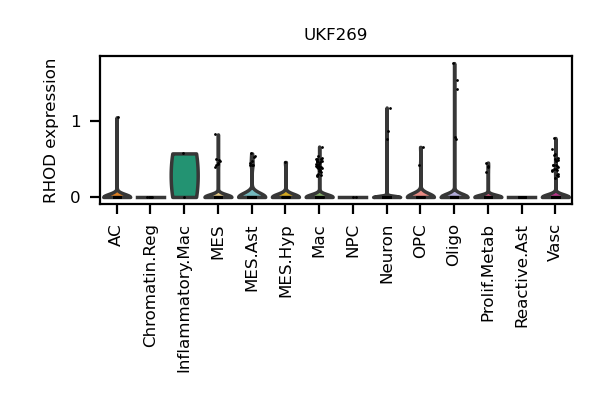 UKF269
RHOD expression
1
0
AC
Chromatin.Reg
Inflammatory.Mac
MES
MES.Ast
MES.Hyp
Mac
NPC
Neuron
OPC
Oligo
Prolif.Metab
Reactive.Ast
Vasc